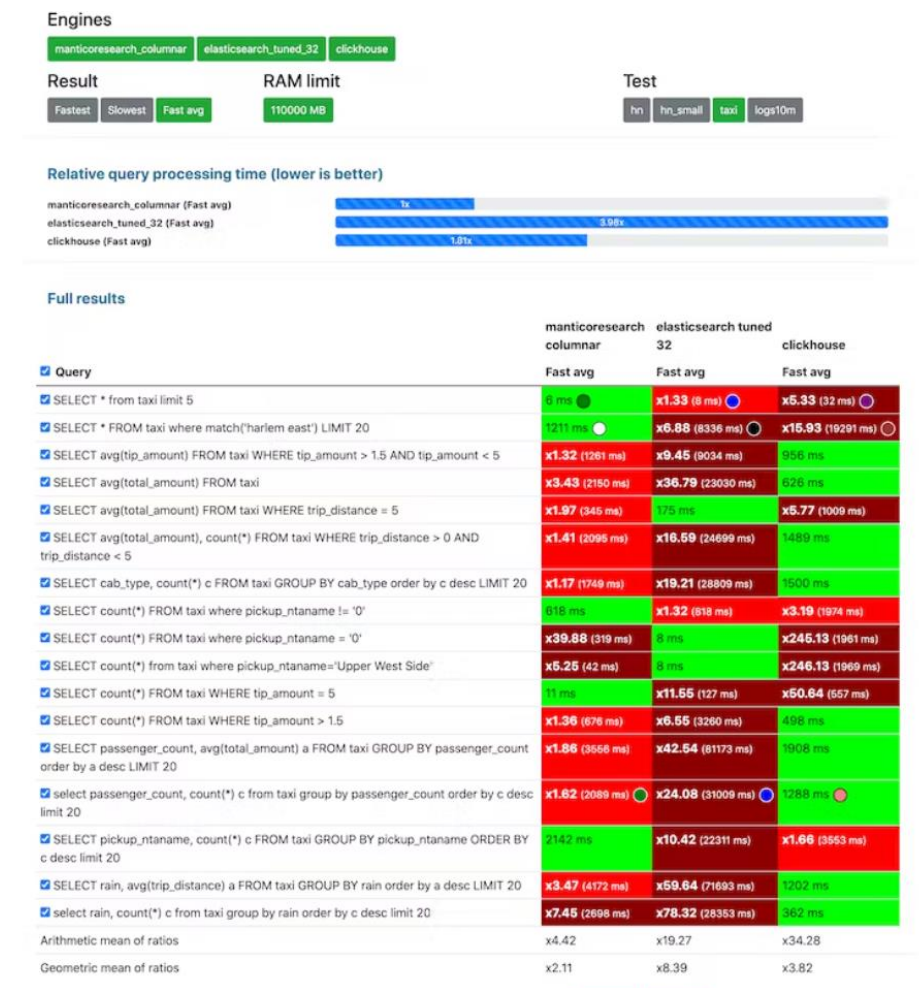 Engines
manticoresearch_columnar elasticsearch_tuned_32 clickhouse
Result RAM limit Test
Fastest Slowest Fast avg 110000 MB hn hn_small taxi logs10m
Relative query processing time (lower is better)
manticoresearch_columnar (Fast avg) 1x
elasticsearch_tuned_32 (Fast avg) 3.98x
clickhouse (Fast avg) 1.81x
Full results
manticoresearch elasticsearch tuned
columnar 32 clickhouse
Query Fast avg Fast avg Fast avg
SELECT * from taxi limit 5 6 ms x1.33 (8 ms) x5.33 (32 ms)
SELECT * FROM taxi where match('harlem east') LIMIT 20 1211 ms x6.88 (8336 ms) x15.93 (19291 ms)
SELECT avg(tip_amount) FROM taxi WHERE tip_amount > 1.5 AND tip_amount < 5 x1.32 (1261 ms) x9.45 (9034 ms) 956 ms
SELECT avg(total_amount) FROM taxi x3.43 (2150 ms) x36.79 (23030 ms) 626 ms
SELECT avg(total_amount) FROM taxi WHERE trip_distance = 5 x1.97 (345 ms) 175 ms x5.77 (1009 ms)
SELECT avg(total_amount), count(*) FROM taxi WHERE trip_distance > 0 AND x1.41 (2095 ms) x16.59 (24699 ms) 1489 ms
trip_distance < 5
SELECT cab_type, count(*) c FROM taxi GROUP BY cab_type order by c desc LIMIT 20 x1.17 (1749 ms) x19.21 (28809 ms) 1500 ms
SELECT count(*) FROM taxi where pickup_ntaname != '0' 618 ms x1.32 (818 ms) x3.19 (1974 ms)
SELECT count(*) FROM taxi where pickup_ntaname = '0' x39.88 (319 ms) 8 ms x245.13 (1961 ms)
SELECT count(*) from taxi where pickup_ntaname='Upper West Side' x5.25 (42 ms) 8 ms x246.13 (1969 ms)
SELECT count(*) FROM taxi WHERE tip_amount = 5 11 ms x11.55 (127 ms) x50.64 (557 ms)
SELECT count(*) FROM taxi WHERE tip_amount > 1.5 x1.36 (676 ms) x6.55 (3260 ms) 498 ms
SELECT passenger_count, avg(total_amount) a FROM taxi GROUP BY passenger_count x1.86 (3556 ms) x42.54 (81173 ms) 1908 ms
order by a desc LIMIT 20
select passenger_count, count(*) c from taxi group by passenger_count order by c desc x1.62 (2089 ms) x24.08 (31009 ms) 1288 ms
limit 20
SELECT pickup_ntaname, count(*) c FROM taxi GROUP BY pickup_ntaname ORDER BY 2142 ms x10.42 (22311 ms) x1.66 (3553 ms)
c desc limit 20
SELECT rain, avg(trip_distance) a FROM taxi GROUP BY rain order by a desc LIMIT 20 x3.47 (4172 ms) x59.64 (71693 ms) 1202 ms
select rain, count(*) c from taxi group by rain order by c desc limit 20 x7.45 (2698 ms) x78.32 (28353 ms) 362 ms
Arithmetic mean of ratios x4.42 x19.27 x34.28
Geometric mean of ratios x2.11 x8.39 x3.82